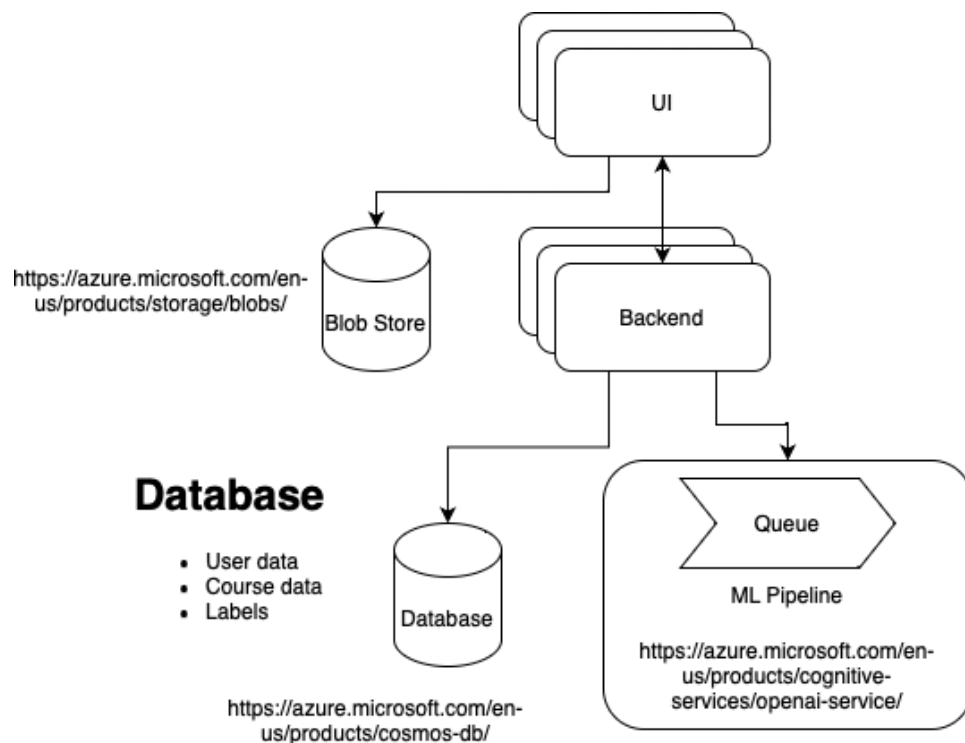 UI
https://azure.microsoft.com/en-
us/products/storage/blobs/
Blob Store
Backend
Database
• User data
• Course data
• Labels
Database
https://azure.microsoft.com/en-
us/products/cosmos-db/
Queue
ML Pipeline
https://azure.microsoft.com/en-
us/products/cognitive-
services/openai-service/